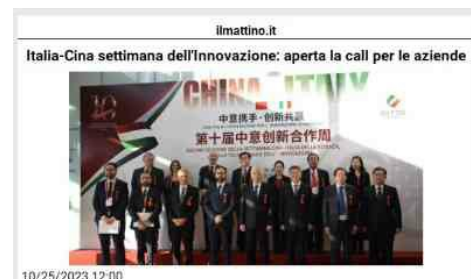 ilmattino.it
Italia-Cina settimana dell'Innovazione: aperta la call per le aziende
CHINA ITALY
中意携手·创新共赢
第十届中意创新合作周
10/25/2023 12:00